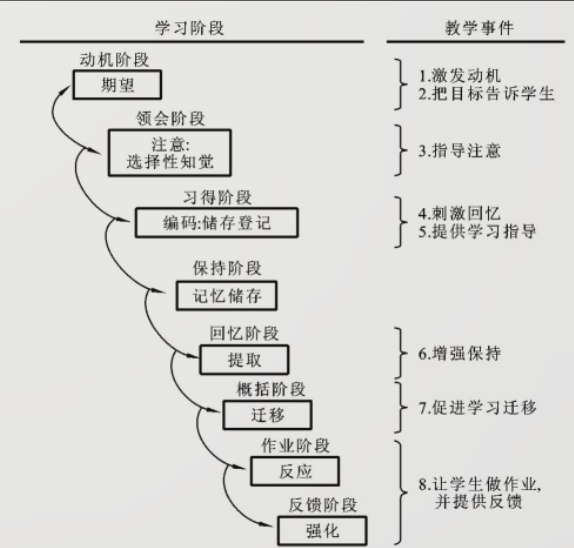 学习阶段
教学事件
动机阶段
期望
1.激发动机
2.把目标告诉学生
领会阶段
注意:
选择性知觉
3.指导注意
习得阶段
编码:储存登记
4.刺激回忆
5.提供学习指导
保持阶段
记忆储存
回忆阶段
提取
6.增强保持
概括阶段
迁移
7.促进学习迁移
作业阶段
反应
8.让学生做作业,
并提供反馈
反馈阶段
强化